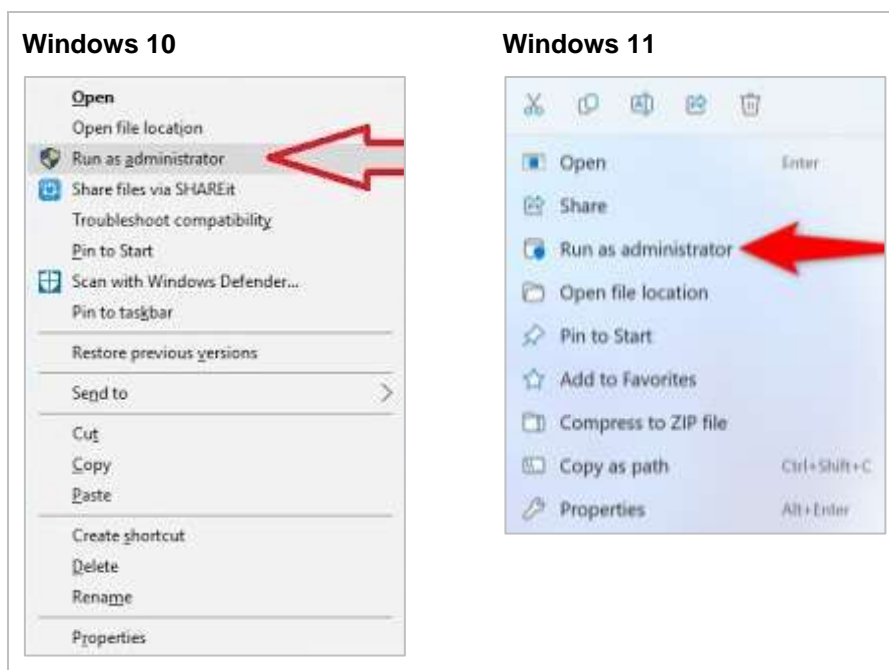 Windows 10
Open
Open file location
Run as administrator
Share files via SHAREit
Troubleshoot compatibility
Pin to Start
Scan with Windows Defender...
Pin to taskbar
Restore previous versions
Send to
Cut
Copy
Paste
Create shortcut
Delete
Rename
Properties
Windows 11
Open Enter
Share
Run as administrator
Open file location
Pin to Start
Add to Favorites
Compress to ZIP file
Copy as path Ctrl+Shift+C
Properties Alt+Enter